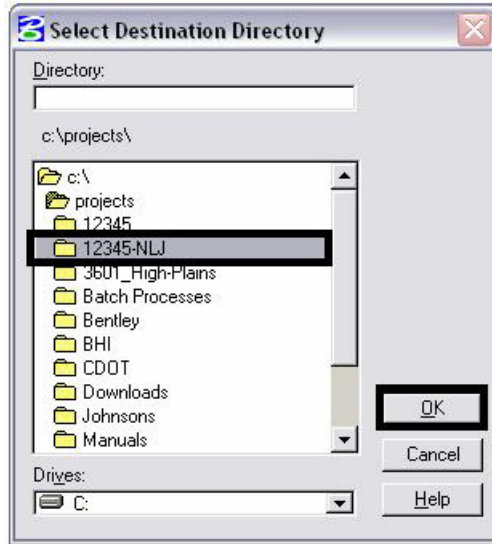 Select Destination Directory
Directory:
c:\projects\
c:\
projects
12345
12345-NLJ
3601_High-Plains
Batch Processes
Bentley
BHI
CDOT
Downloads
Johnsons
Manuals
OK
Cancel
Drives:
C:
Help